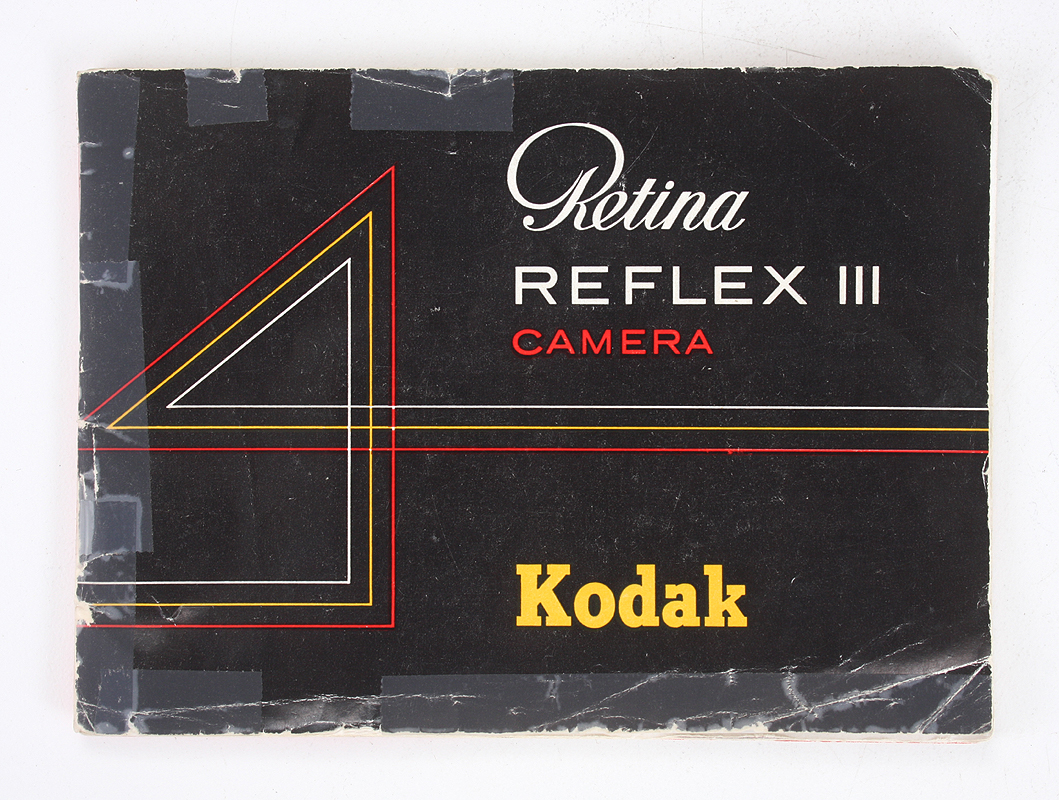 Retina
REFLEX III
CAMERA
Kodak